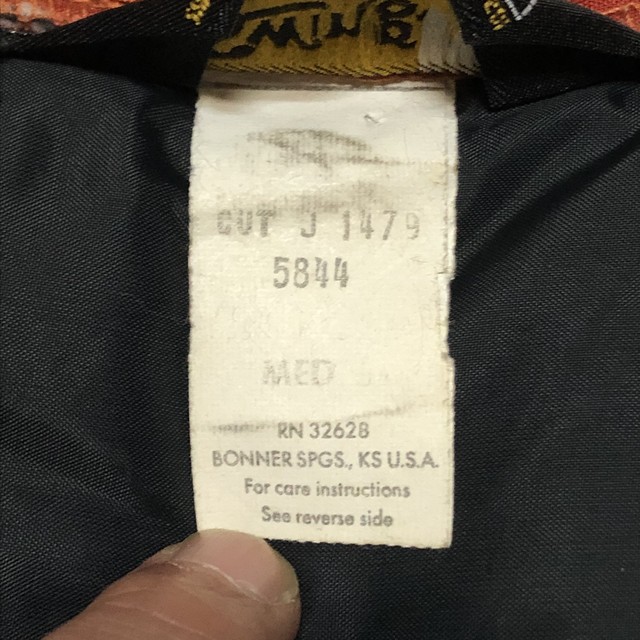 CUT J 1479
5844
MED
RN 32628
BONNER SPGS., KS U.S.A.
For care instructions
See reverse side